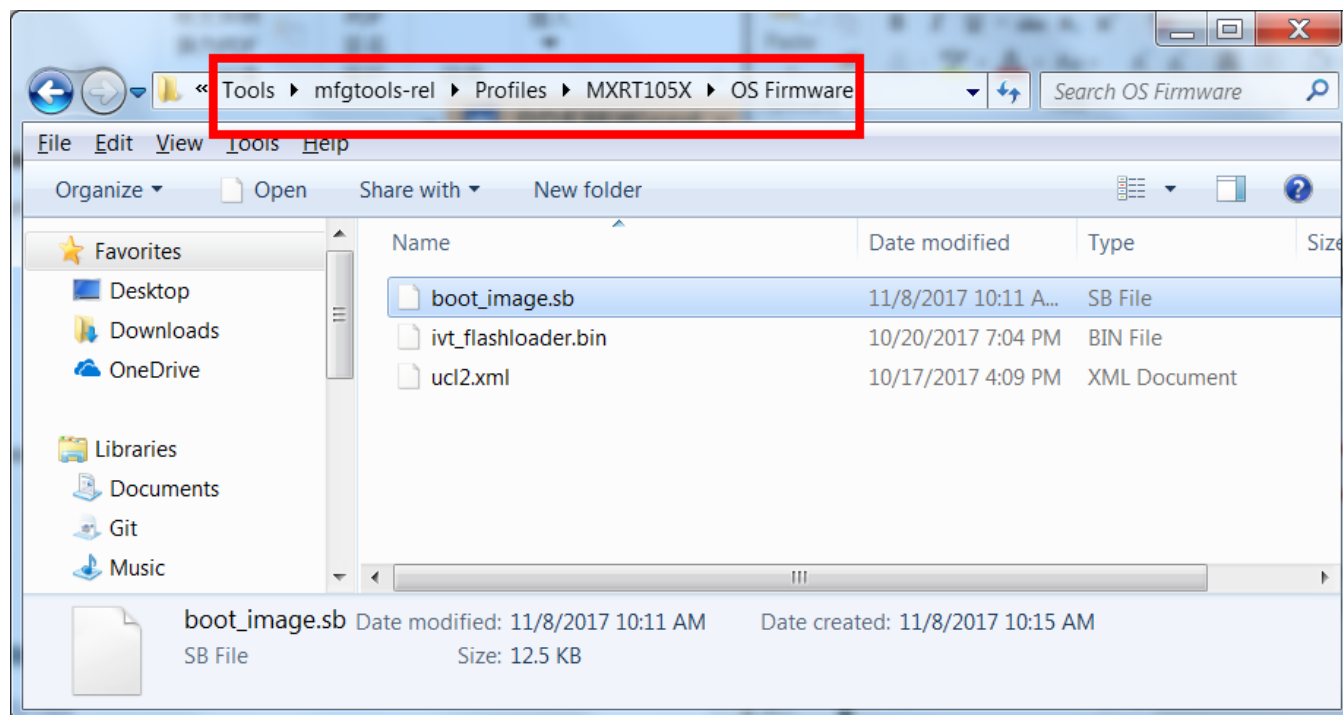 « Tools ▸ mfgtools-rel ▸ Profiles ▸ MXRT105X ▸ OS Firmware Search OS Firmware
File Edit View Tools Help
Organize Open Share with New folder
Favorites
Desktop
Downloads
OneDrive
Libraries
Documents
Git
Music
Name Date modified Type Size
boot_image.sb 11/8/2017 10:11 A... SB File
ivt_flashloader.bin 10/20/2017 7:04 PM BIN File
ucl2.xml 10/17/2017 4:09 PM XML Document
boot_image.sb Date modified: 11/8/2017 10:11 AM Date created: 11/8/2017 10:15 AM
SB File Size: 12.5 KB